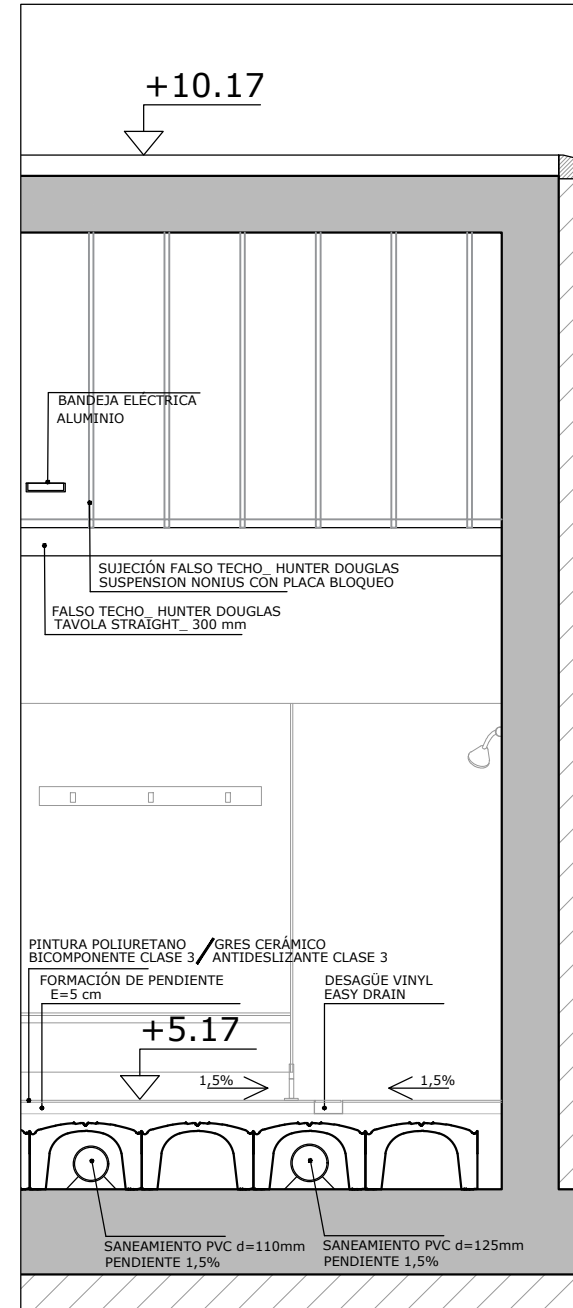 +10.17
BANDEJA ELÉCTRICA
ALUMINIO
SUJECIÓN FALSO TECHO_ HUNTER DOUGLAS
SUSPENSION NONIUS CON PLACA BLOQUEO
FALSO TECHO_ HUNTER DOUGLAS
TAVOLA STRAIGHT_ 300 mm
PINTURA POLIURETANO / GRES CERÁMICO
BICOMPONENTE CLASE 3 / ANTIDESLIZANTE CLASE 3
FORMACIÓN DE PENDIENTE
E=5 cm
DESAGÜE VINYL
EASY DRAIN
+5.17
1,5%
1,5%
SANEAMIENTO PVC d=110mm
PENDIENTE 1,5%
SANEAMIENTO PVC d=125mm
PENDIENTE 1,5%